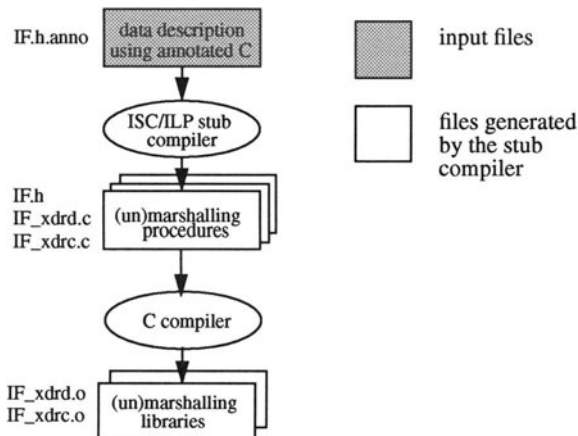 IF.h.anno
data description
using annotated C
input files
ISC/ILP stub
compiler
files generated
by the stub
compiler
IF.h
IF_xdrd.c
IF_xdrc.c
(un)marshalling
procedures
C compiler
IF_xdrd.o
IF_xdrc.o
(un)marshalling
libraries